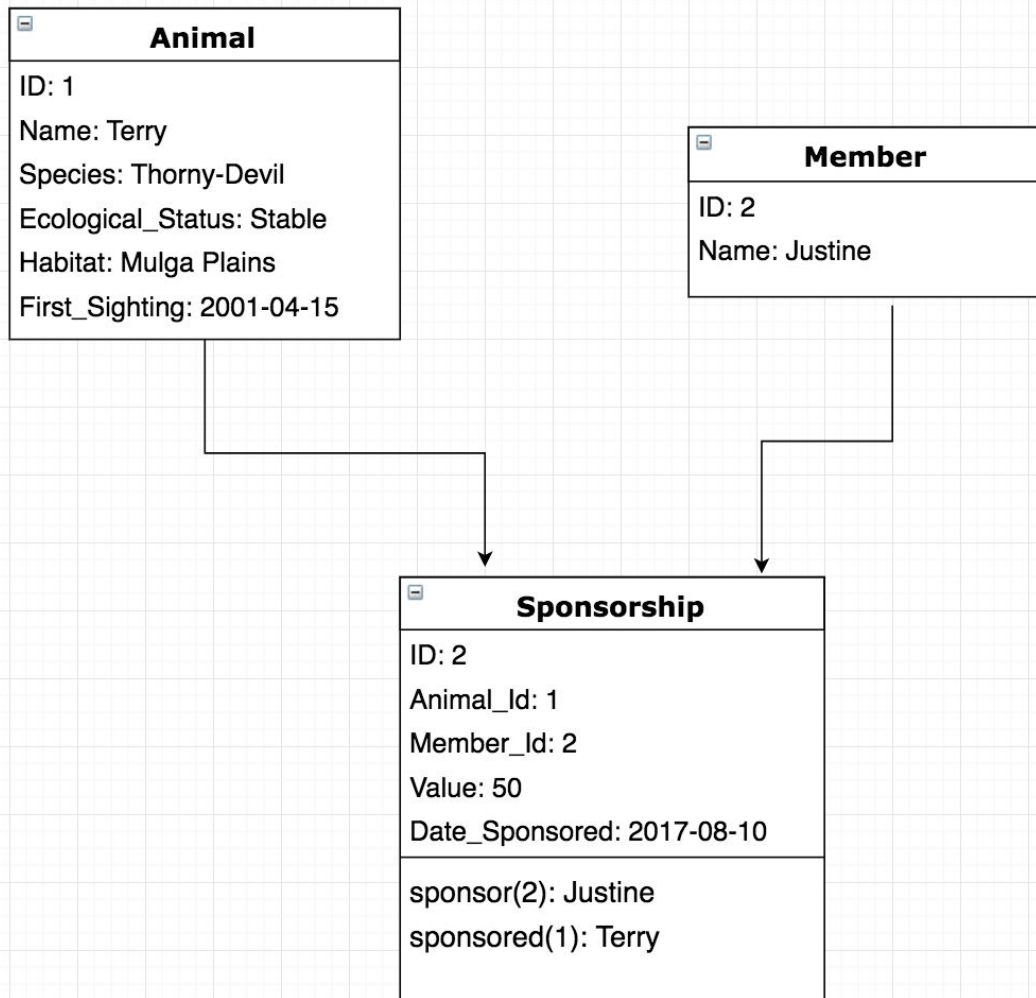 Animal
ID: 1
Name: Terry
Species: Thorny-Devil
Ecological_Status: Stable
Habitat: Mulga Plains
First_Sighting: 2001-04-15
Member
ID: 2
Name: Justine
Sponsorship
ID: 2
Animal_Id: 1
Member_Id: 2
Value: 50
Date_Sponsored: 2017-08-10
sponsor(2): Justine
sponsored(1): Terry